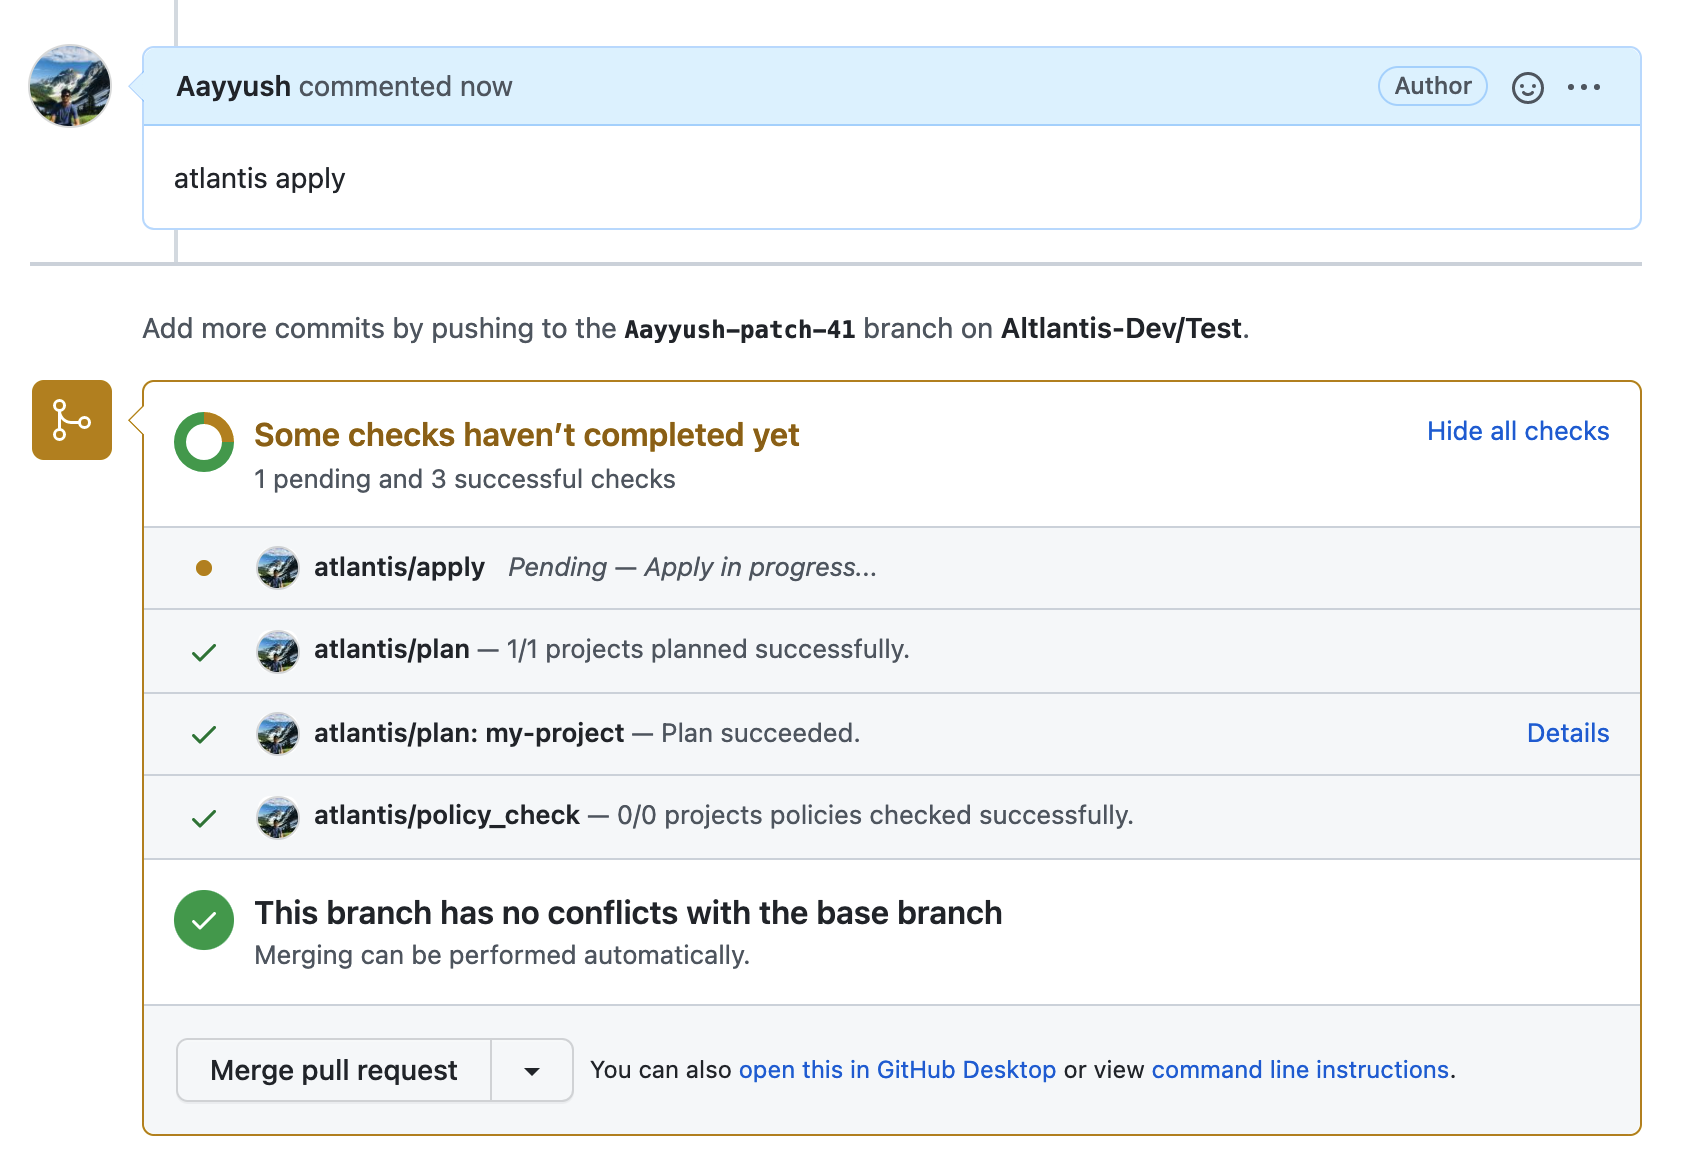 Aayyush commented now Author
atlantis apply
Add more commits by pushing to the Aayyush-patch-41 branch on Altlantis-Dev/Test.
Some checks haven’t completed yet Hide all checks
1 pending and 3 successful checks
atlantis/apply Pending — Apply in progress...
atlantis/plan — 1/1 projects planned successfully.
atlantis/plan: my-project — Plan succeeded. Details
atlantis/policy_check — 0/0 projects policies checked successfully.
This branch has no conflicts with the base branch
Merging can be performed automatically.
Merge pull request You can also open this in GitHub Desktop or view command line instructions.